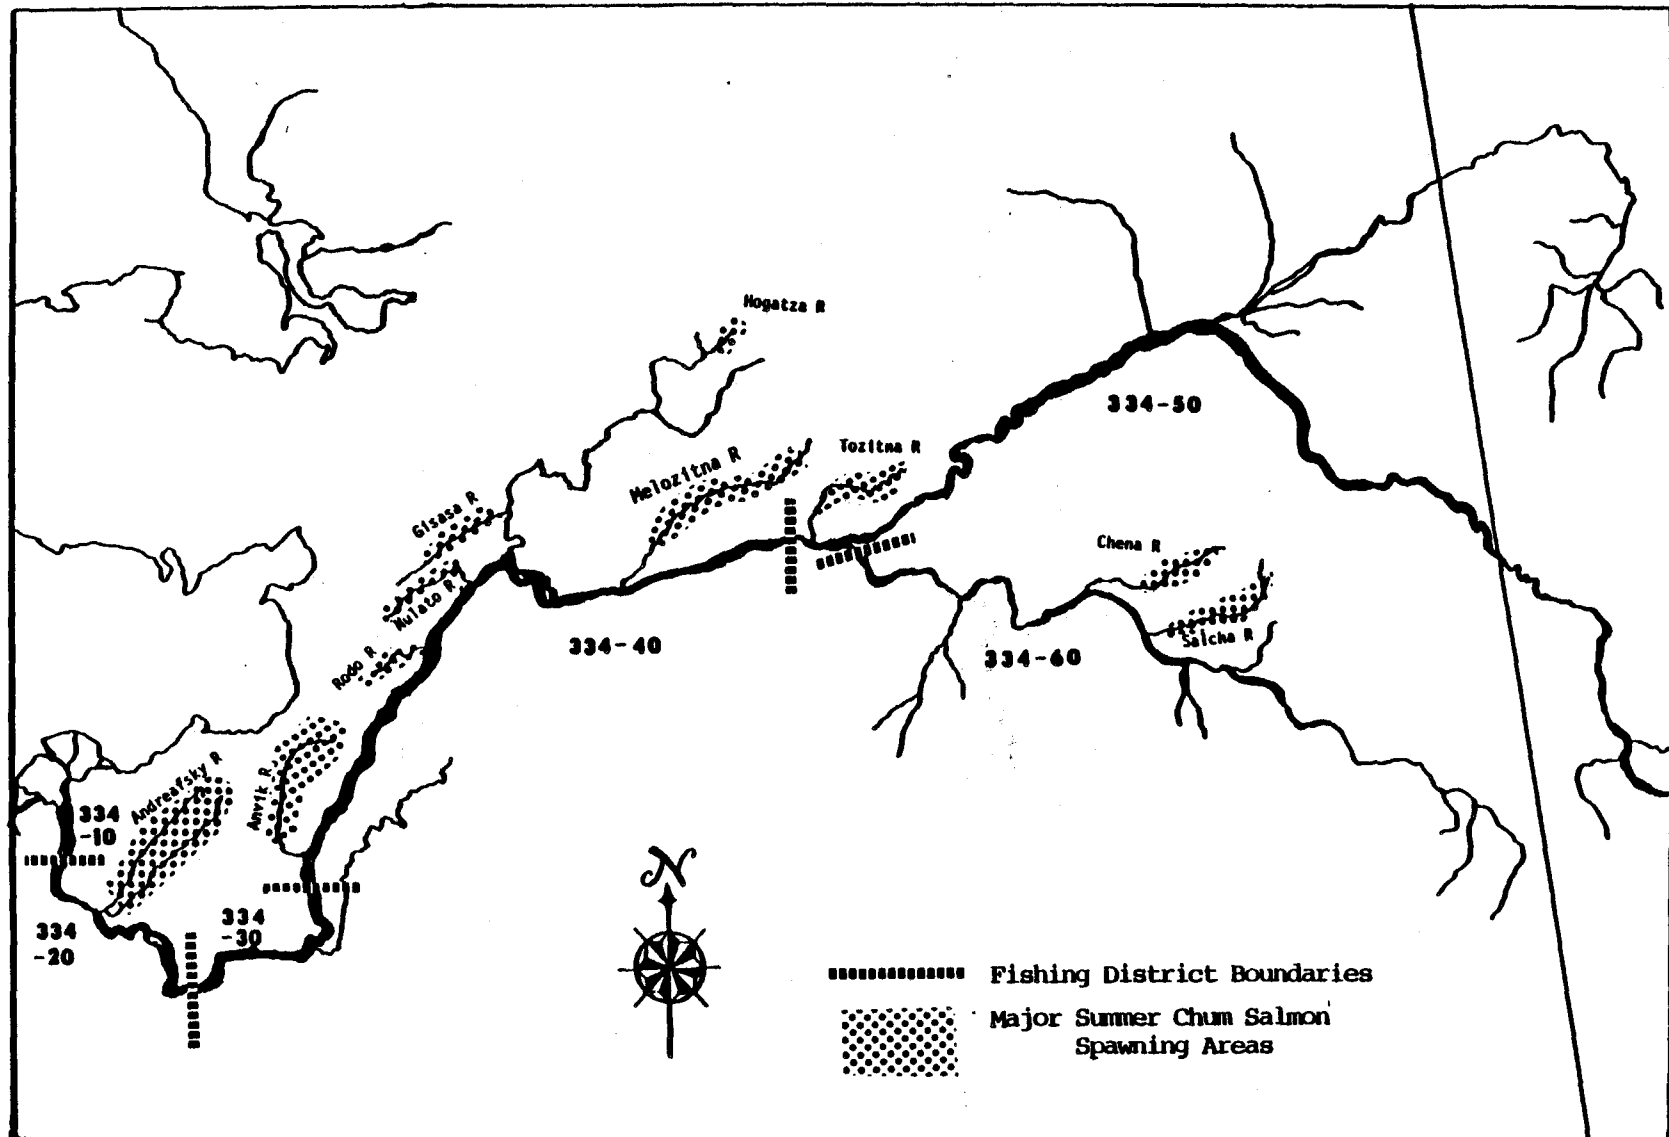 Hogatza R
334-50
Tozitna R
Melozitna R
Gisasa R
Chena R
Nulato R
Salcha R
334-40
334-60
Rodo R
Andreafsky R
Anvik R
334
-10
334
-30
334
-20
N
Fishing District Boundaries
Major Summer Chum Salmon
Spawning Areas